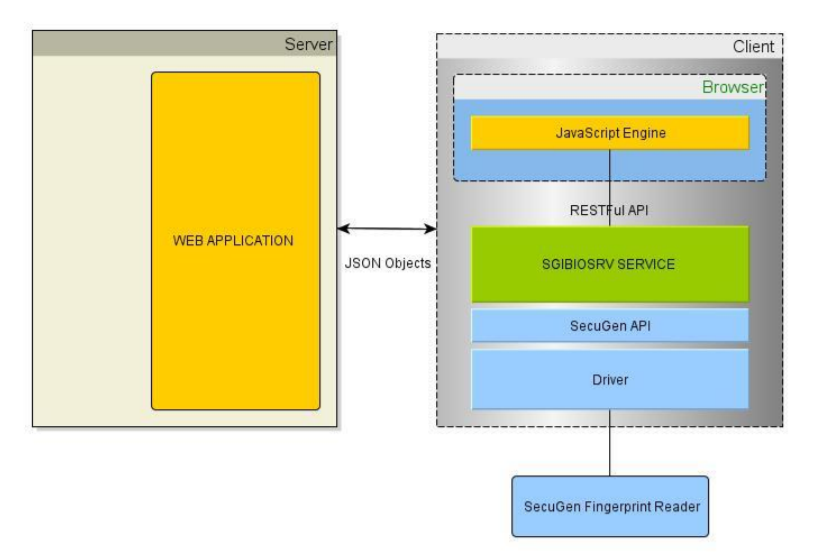 Server
WEB APPLICATION
JSON Objects
Client
Browser
JavaScript Engine
RESTFul API
SGIBIOSRV SERVICE
SecuGen API
Driver
SecuGen Fingerprint Reader